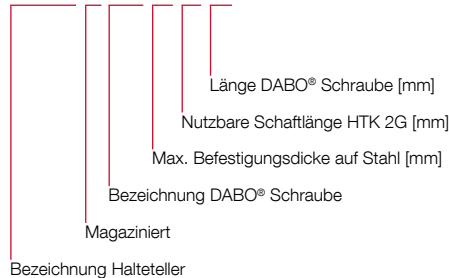 Länge DABO® Schraube [mm]
Nutzbare Schaftlänge HTK 2G [mm]
Max. Befestigungsdicke auf Stahl [mm]
Bezeichnung DABO® Schraube
Magaziniert
Bezeichnung Halteteller